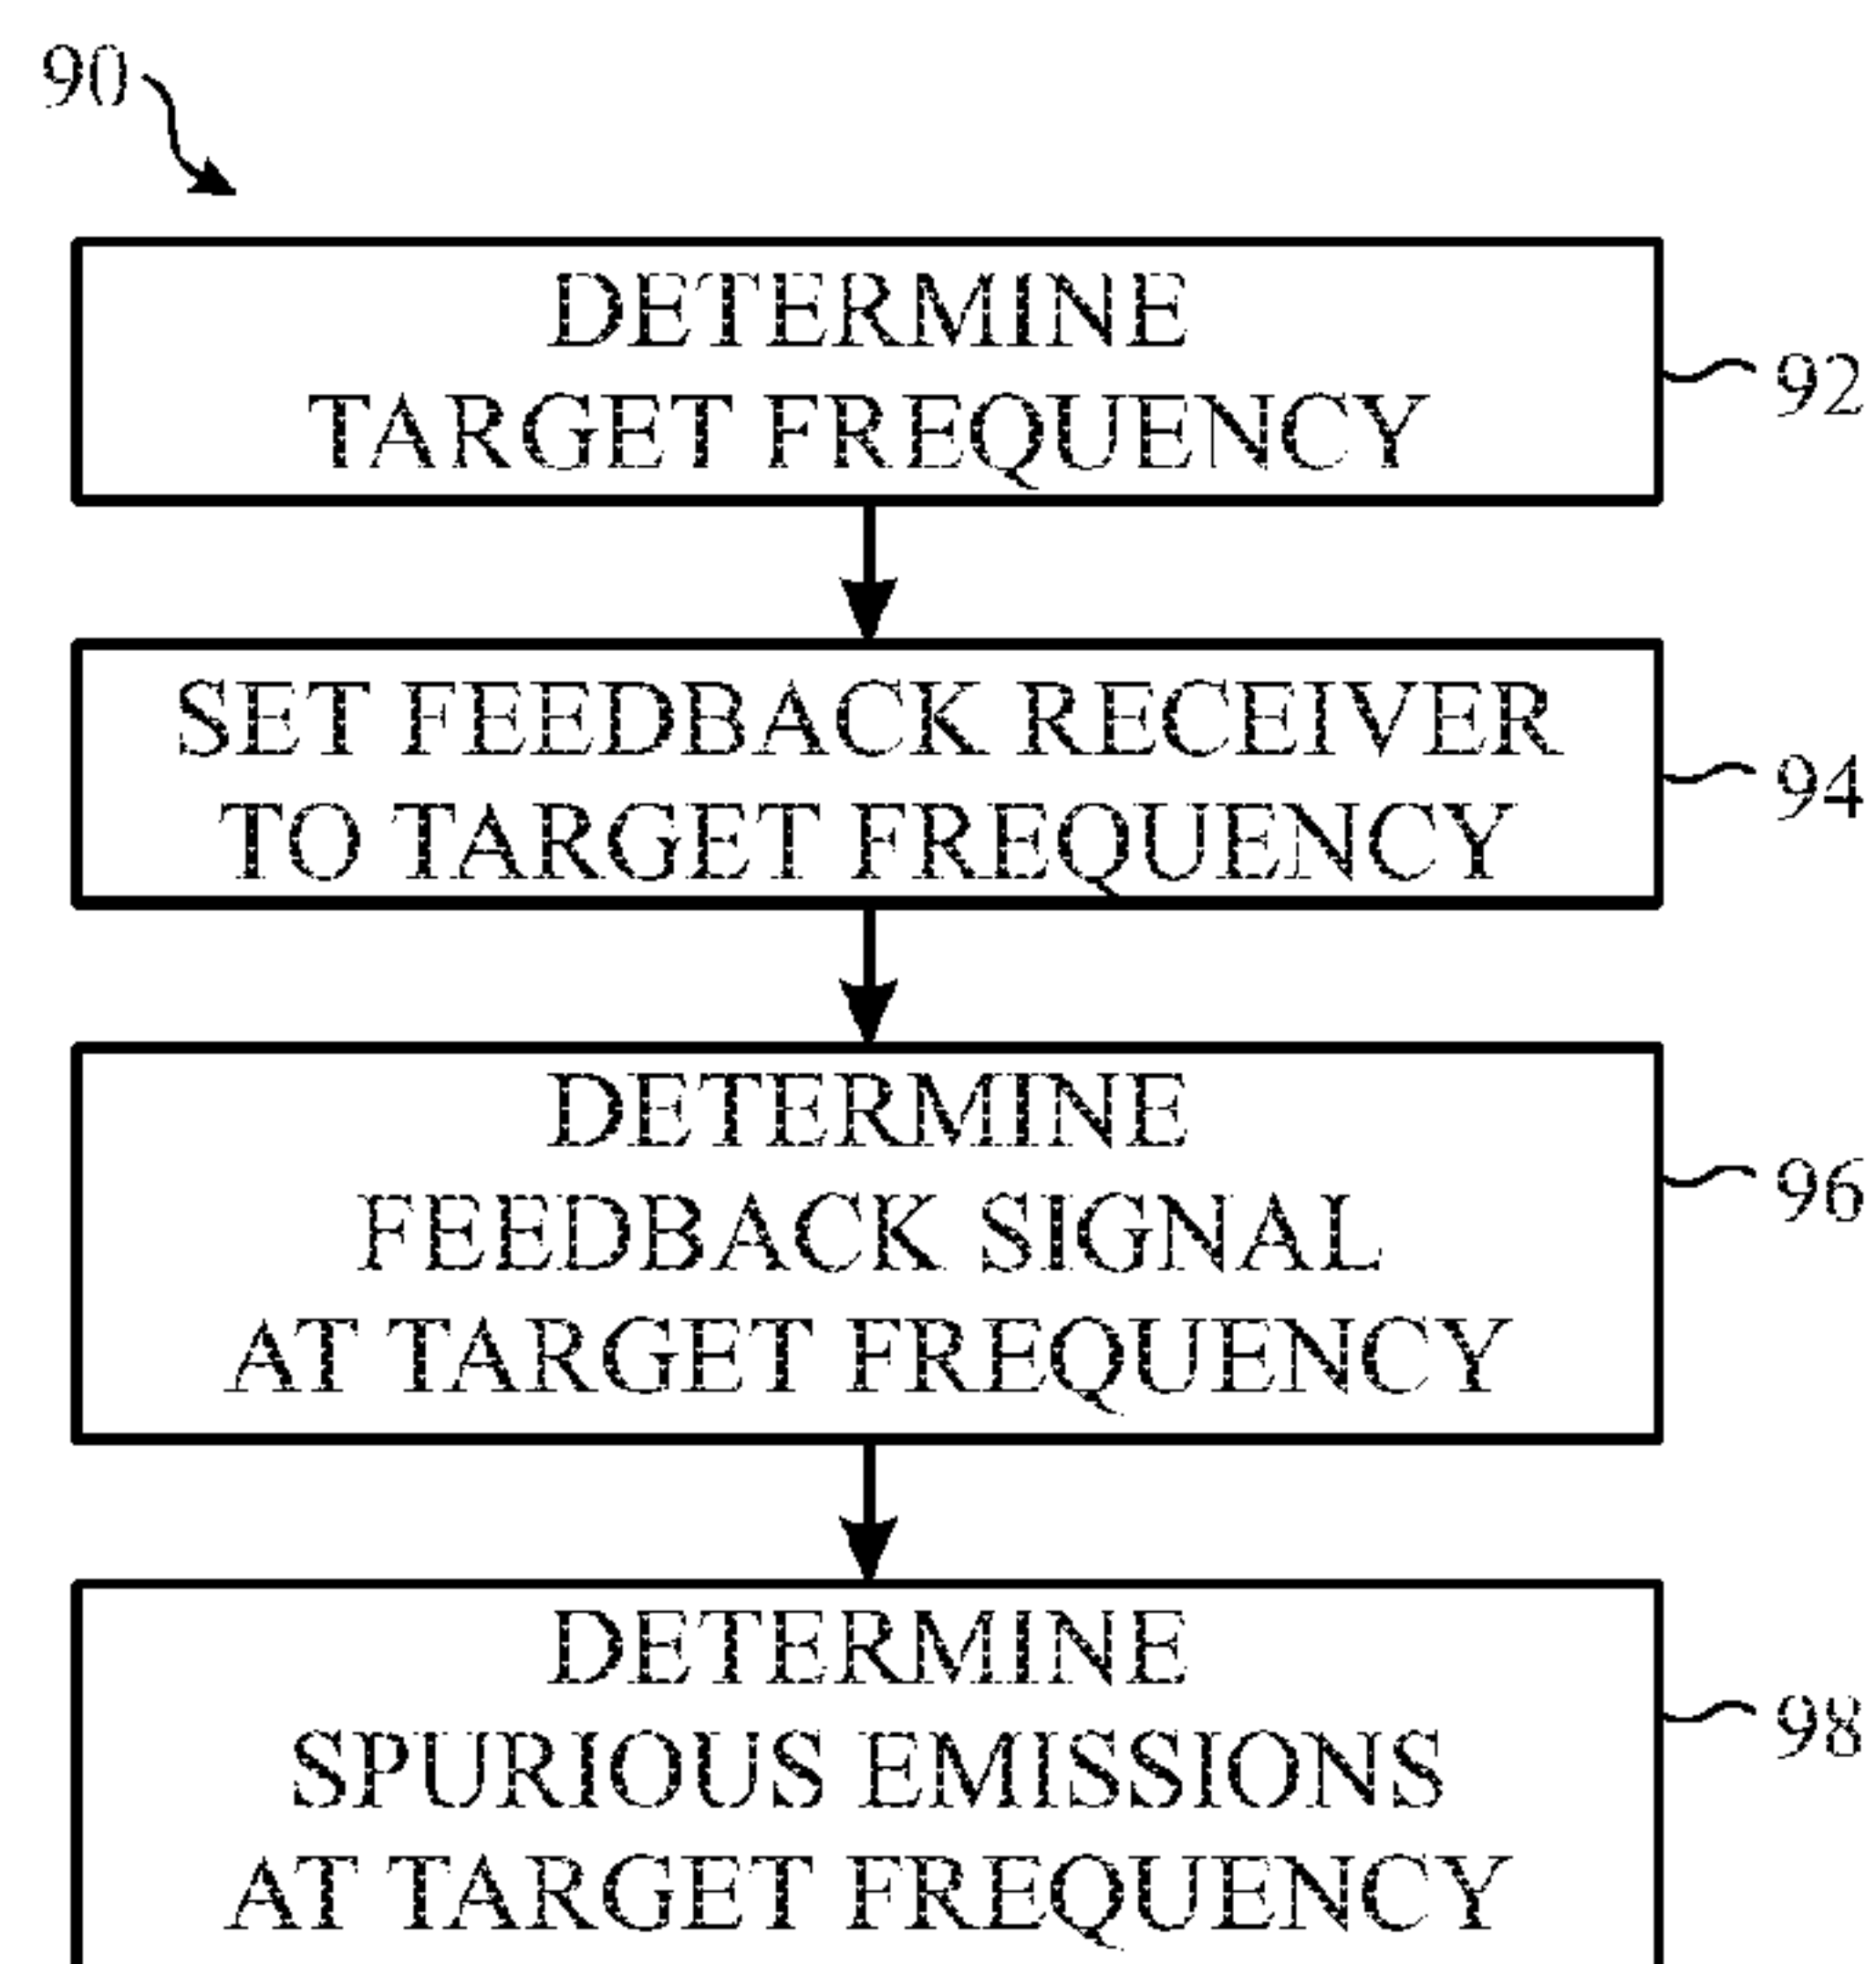 90
DETERMINE
TARGET FREQUENCY
92
SET FEEDBACK RECEIVER
TO TARGET FREQUENCY
94
DETERMINE
FEEDBACK SIGNAL
AT TARGET FREQUENCY
96
DETERMINE
SPURIOUS EMISSIONS
AT TARGET FREQUENCY
98